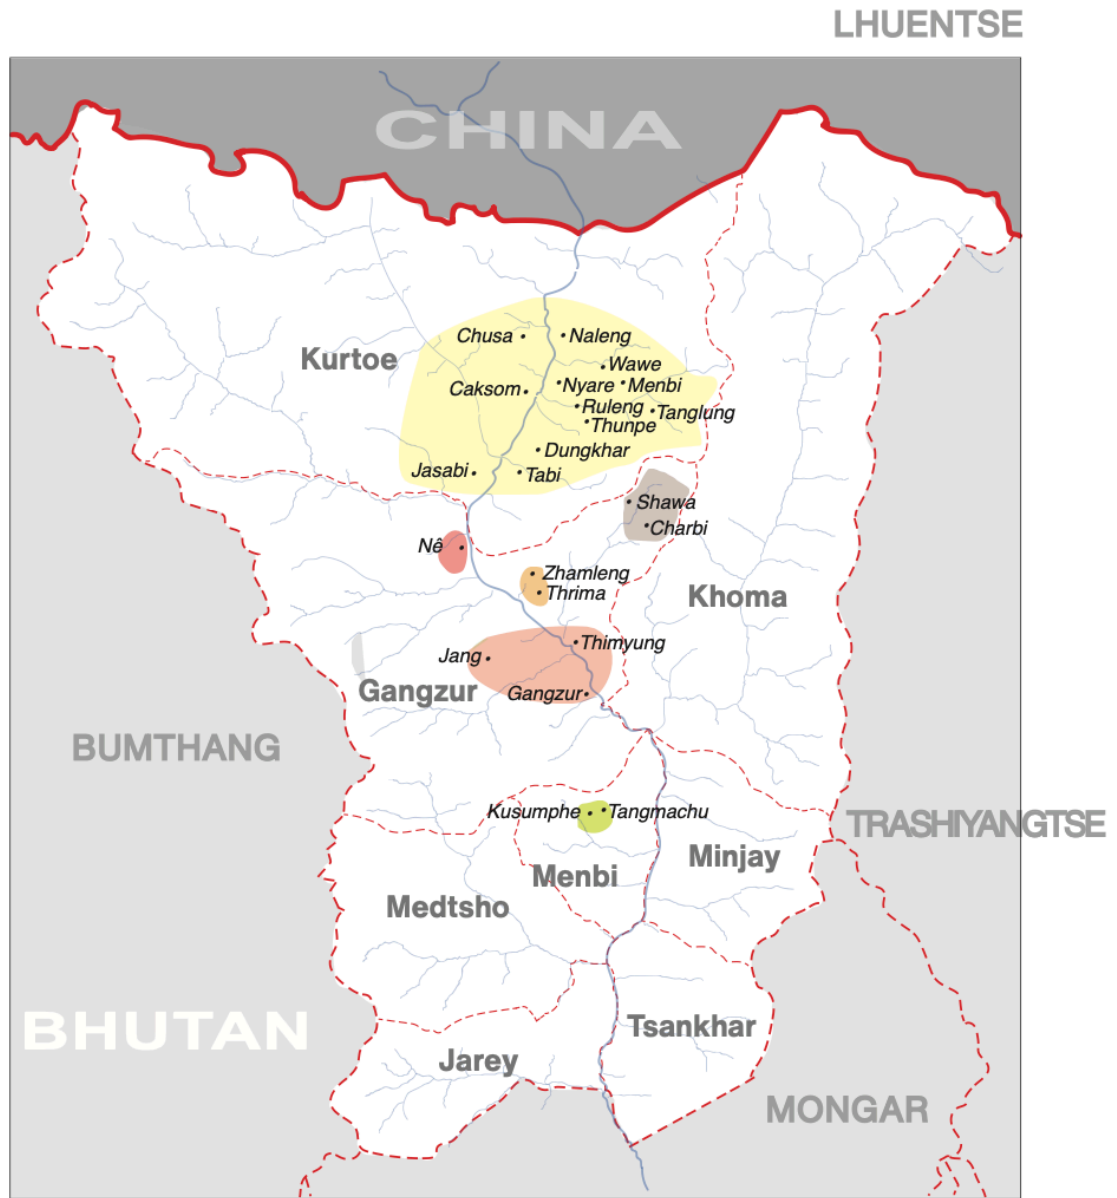 LHUENTSE
CHINA
Chusa
Naleng
Kurtoe
Wawe
Caksom
Nyare
Menbi
Ruleng
Tanglung
Thunpe
Dungkhar
Jasabi
Tabi
Shawa
Charbi
Nê
Zhamleng
Thrima
Khoma
Thimyung
Jang
Gangzur
Gangzur
BUMTHANG
Kusumphe
Tangmachu
TRASHIYANGTSE
Minjay
Menbi
Medtsho
BHUTAN
Tsankhar
Jarey
MONGAR